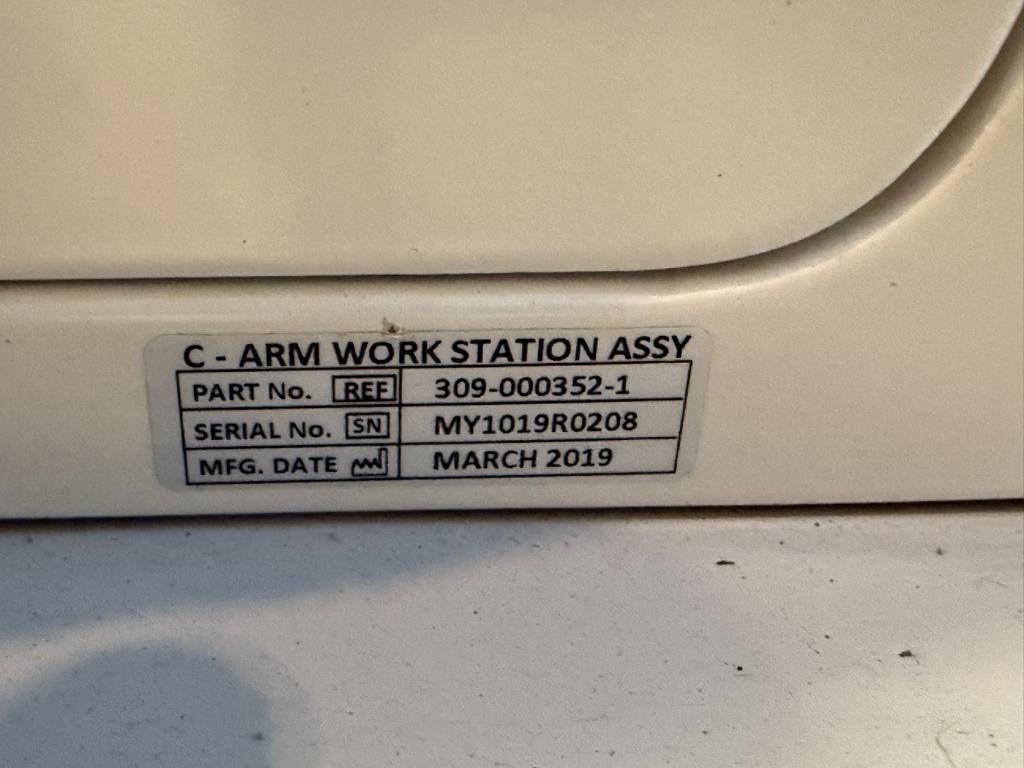 C - ARM WORK STATION ASSY
PART No. REF 309-000352-1
SERIAL No. SN MY1019R0208
MFG. DATE MARCH 2019